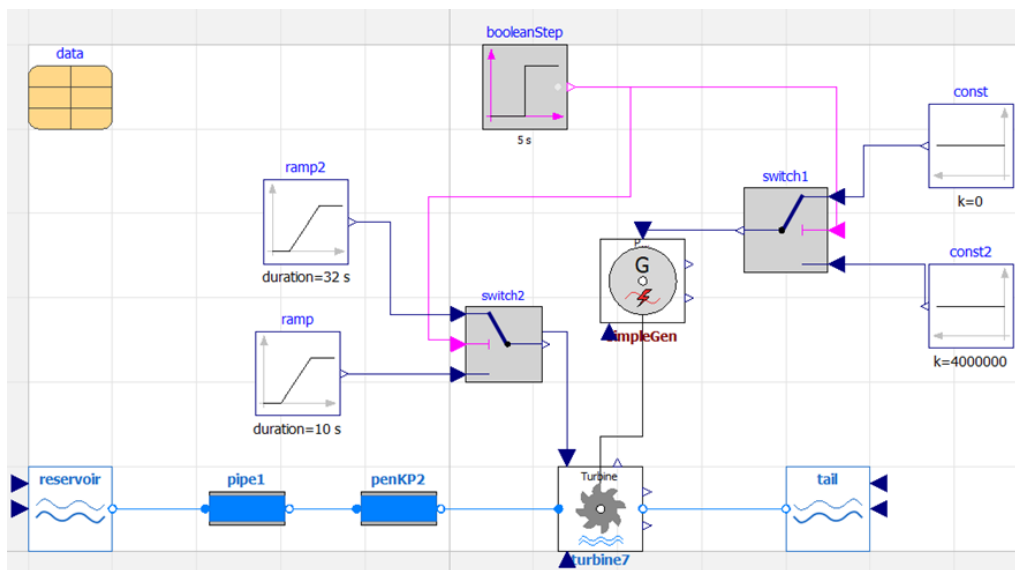 booleanStep
data
5 s
const
ramp2
switch1
k=0
P...
G
const2
duration=32 s
switch2
ramp
impleGen
k=4000000
duration=10 s
reservoir
pipe1
penKP2
Turbine
tail
turbine7